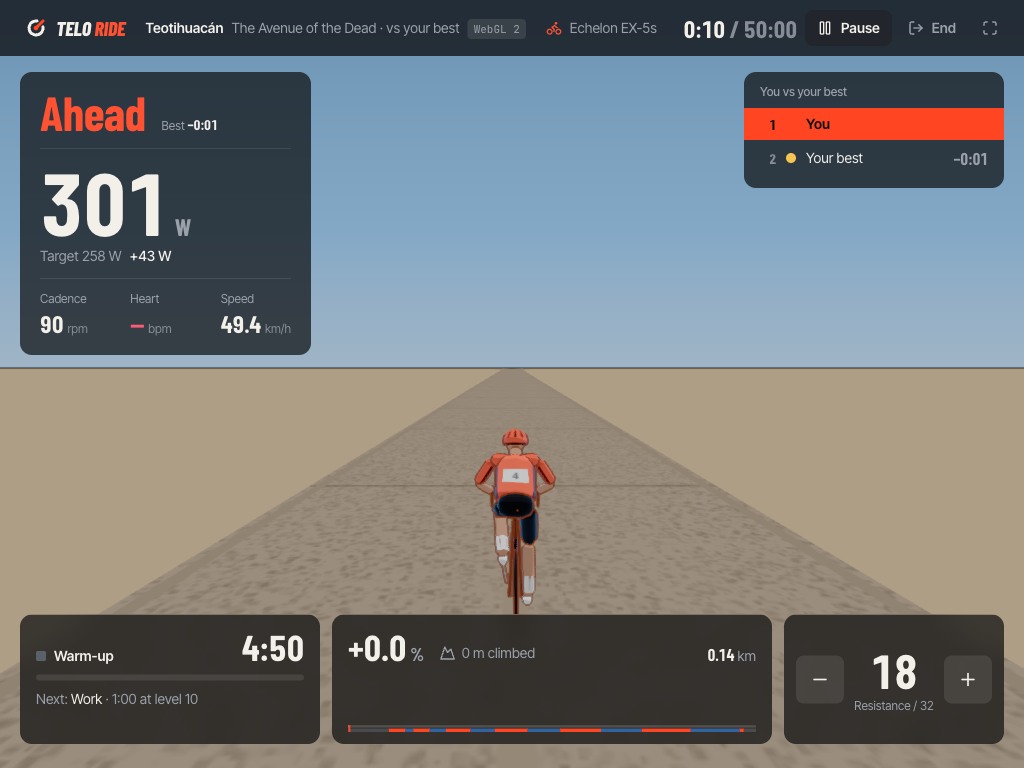 TELO RIDE Teotihuacán The Avenue of the Dead · vs your best WebGL 2 Echelon EX-5s 0:10 / 50:00 Pause End
Ahead Best −0:01
301 W
Target 258 W +43 W
Cadence Heart Speed
90 rpm – bpm 49.4 km/h
You vs your best
1 You
2 Your best −0:01
4
Warm-up 4:50
Next: Work · 1:00 at level 10
+0.0 % 0 m climbed 0.14 km
− 18 +
Resistance / 32